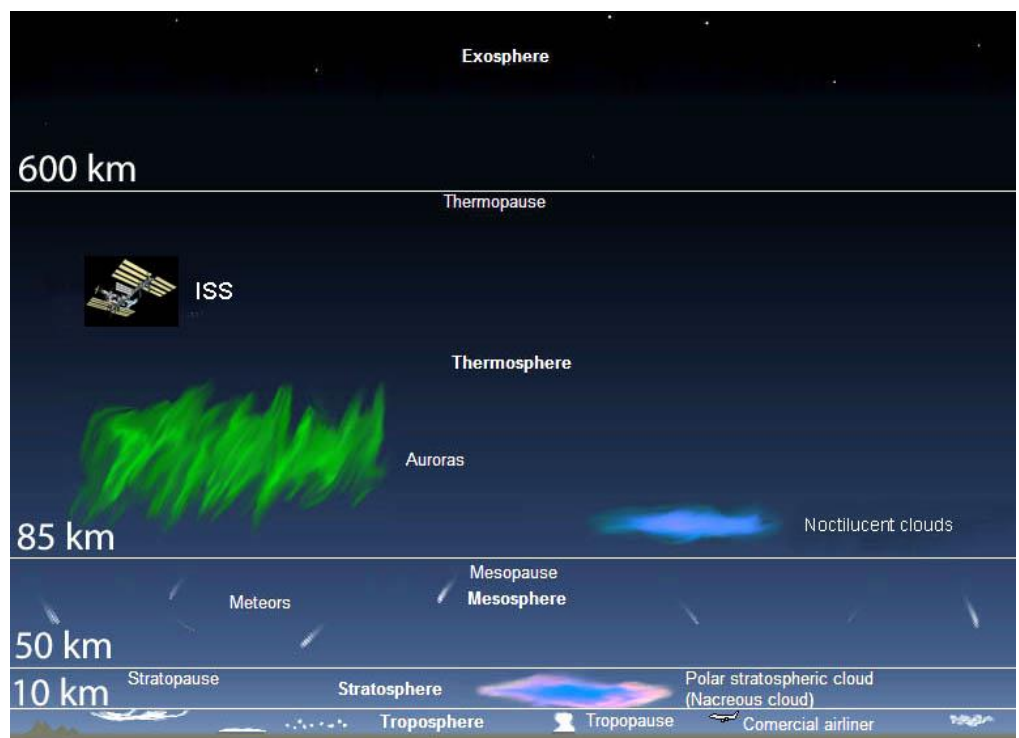 Exosphere
600 km
Thermopause
ISS
Thermosphere
Auroras
85 km
Noctilucent clouds
Mesopause
Meteors
Mesosphere
50 km
Stratopause
Polar stratospheric cloud
10 km
Stratosphere
(Nacreous cloud)
Troposphere
Tropopause
Comercial airliner